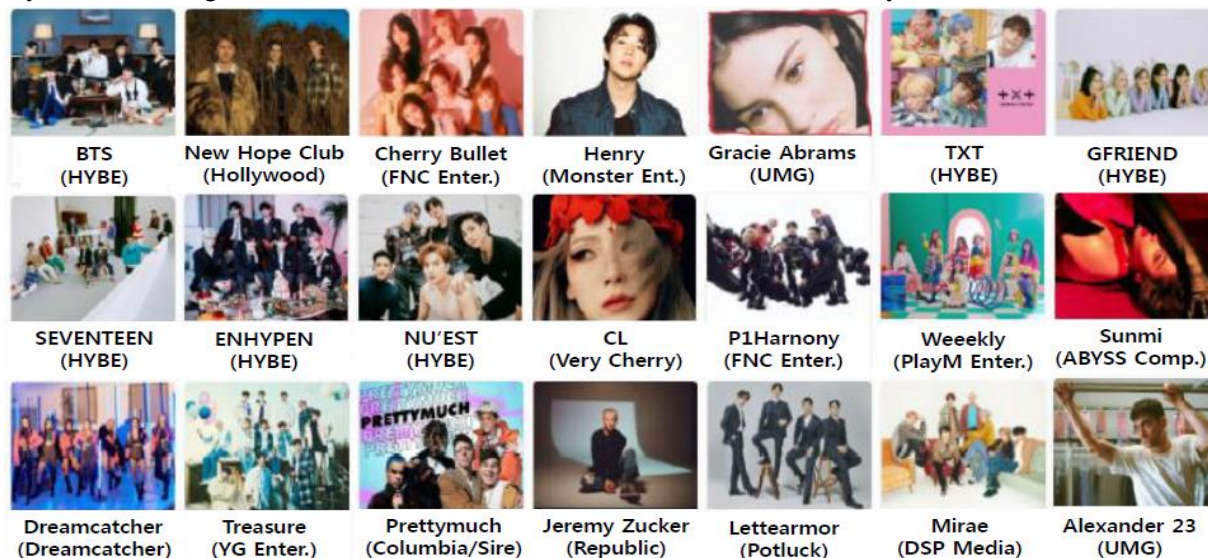 BTS New Hope Club Cherry Bullet Henry Gracie Abrams TXT GFRIEND
(HYBE) (Hollywood) (FNC Enter.) (Monster Ent.) (UMG) (HYBE) (HYBE)
SEVENTEEN ENHYPEN NU'EST CL P1Harnony Weeekly Sunmi
(HYBE) (HYBE) (HYBE) (Very Cherry) (FNC Enter.) (PlayM Enter.) (ABYSS Comp.)
PRETTYMUCH
Dreamcatcher Treasure Prettymuch Jeremy Zucker Lettearmor Mirae Alexander 23
(Dreamcatcher) (YG Enter.) (Columbia/Sire) (Republic) (Potluck) (DSP Media) (UMG)